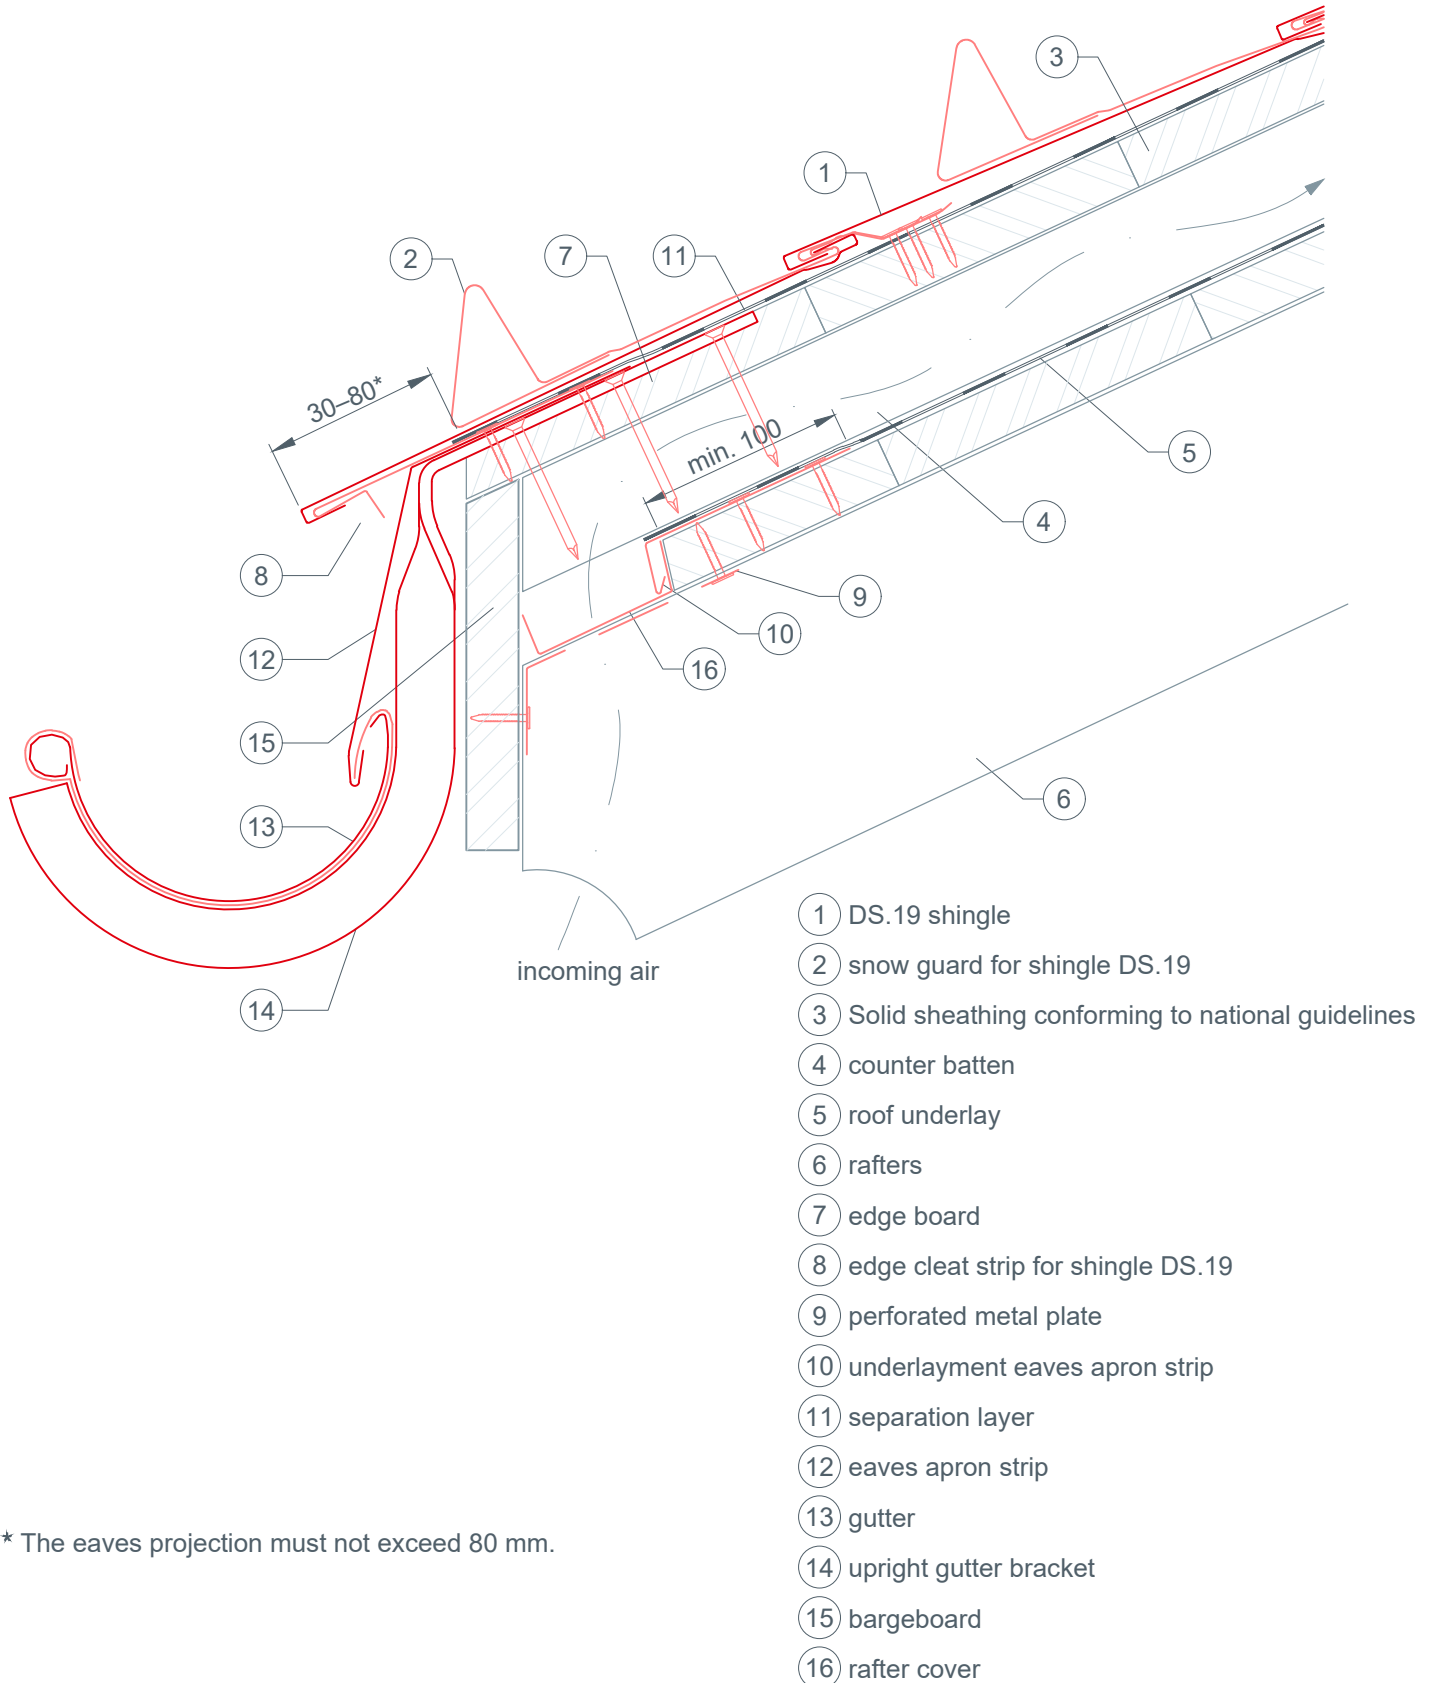 3
1
2
7
11
30–80*
min. 100
5
4
8
9
10
12
16
15
6
13
14
incoming air
1 DS.19 shingle
2 snow guard for shingle DS.19
3 Solid sheathing conforming to national guidelines
4 counter batten
5 roof underlay
6 rafters
7 edge board
8 edge cleat strip for shingle DS.19
9 perforated metal plate
10 underlayment eaves apron strip
11 separation layer
12 eaves apron strip
13 gutter
14 upright gutter bracket
15 bargeboard
16 rafter cover
* The eaves projection must not exceed 80 mm.